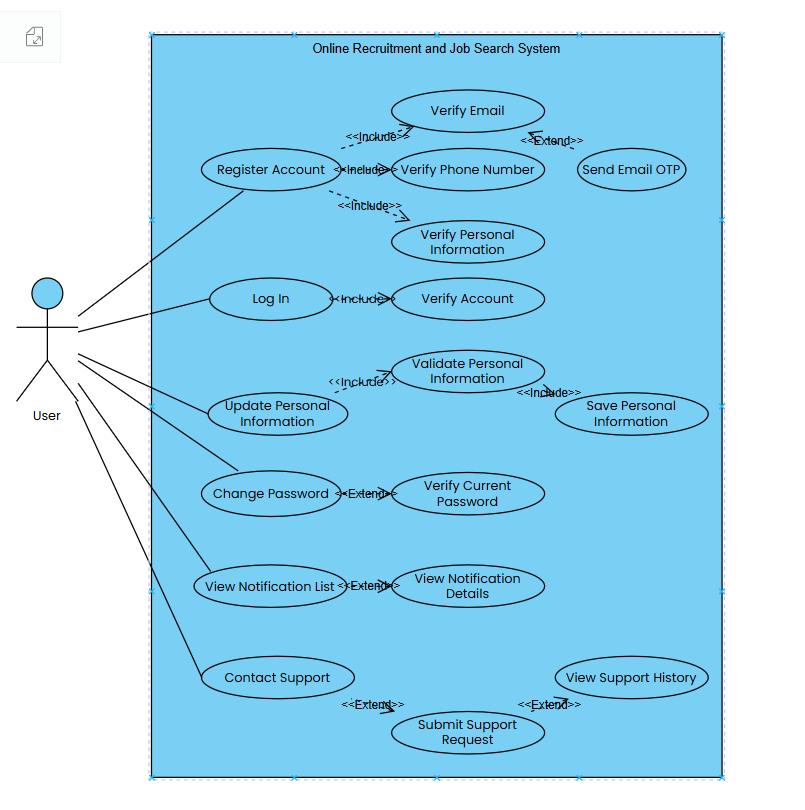 Online Recruitment and Job Search System
Verify Email
<<Include>>
<<Extend>>
Register Account
<<Include>>
Verify Phone Number
Send Email OTP
<<Include>>
Verify Personal
Information
Log In
<<Include>>
Verify Account
Validate Personal
Information
<<Include>>
<<Include>>
Update Personal
Information
Save Personal
Information
User
Change Password
<<Extend>>
Verify Current
Password
View Notification List
<<Extend>>
View Notification
Details
Contact Support
View Support History
<<Extend>>
<<Extend>>
Submit Support
Request